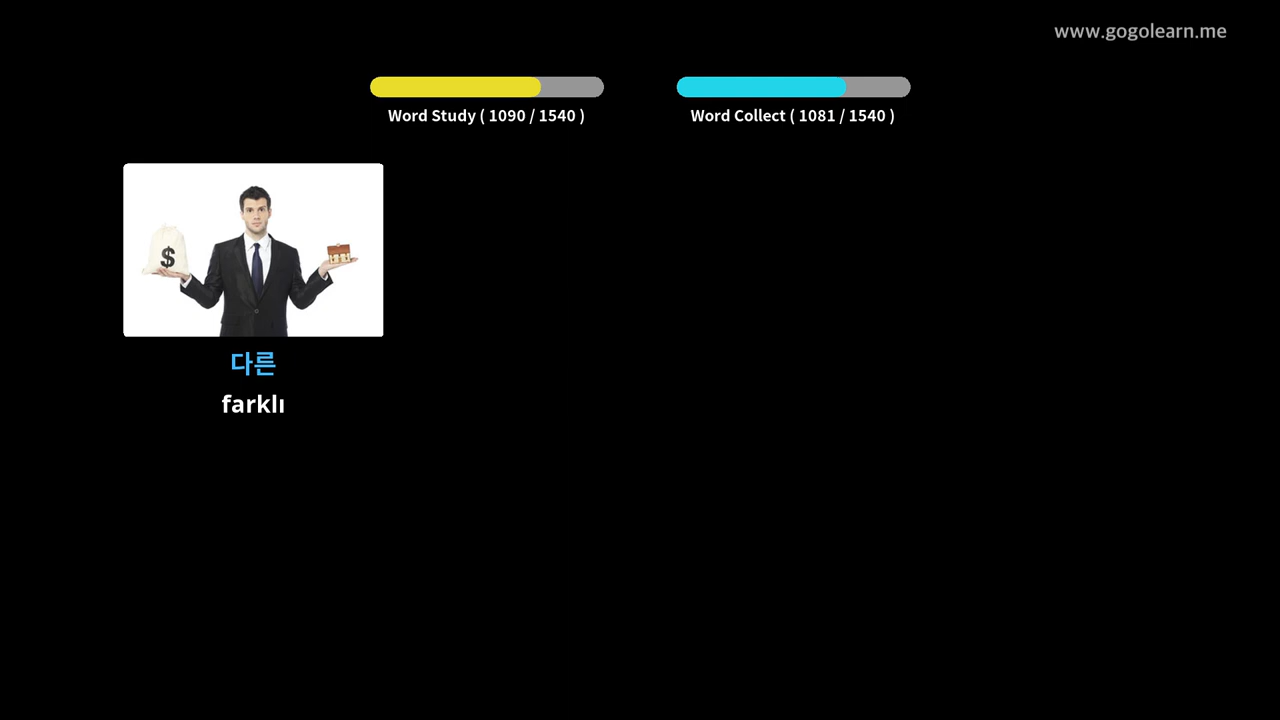 www.gogolearn.me
Word Study ( 1090 / 1540 )
Word Collect ( 1081 / 1540 )
$
다른
farklı